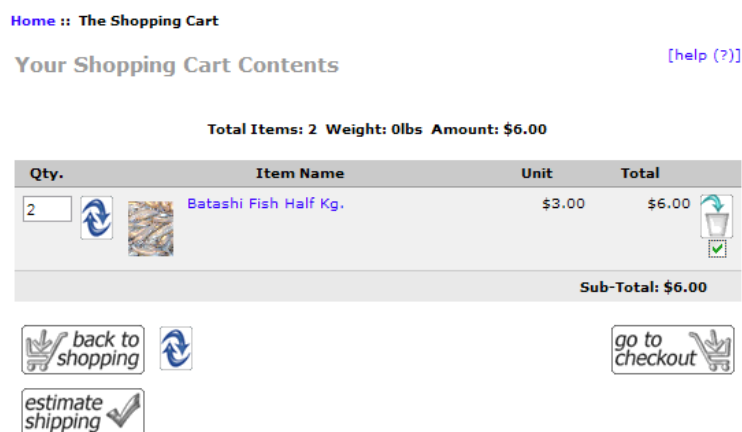 Home :: The Shopping Cart
[help (?)]
Your Shopping Cart Contents
Total Items: 2 Weight: 0lbs Amount: $6.00
Qty. Item Name Unit Total
2 Batashi Fish Half Kg. $3.00 $6.00
Sub-Total: $6.00
back to
shopping
go to
checkout
estimate
shipping